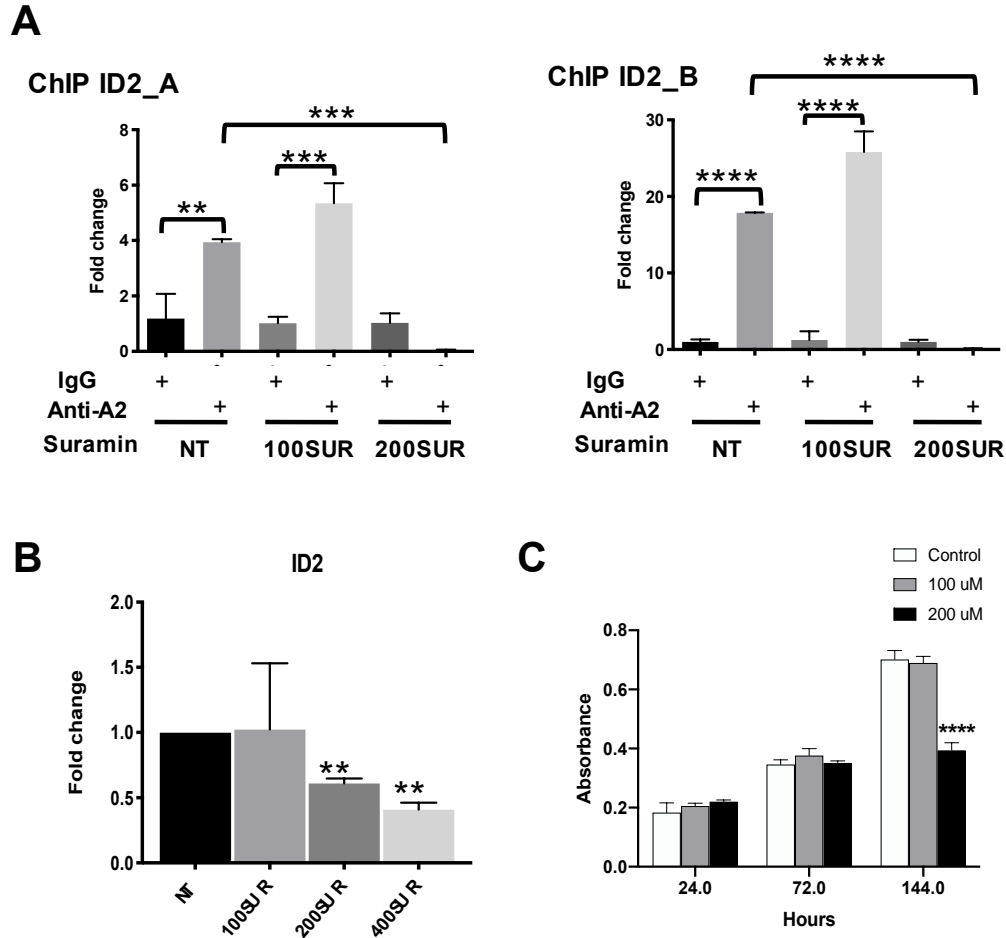 A
ChIP ID2_A
Fold change
8
6
4
2
0
**
***
***
IgG + + +
Anti-A2 + + +
Suramin NT 100SUR 200SUR
ChIP ID2_B
Fold change
30
20
10
0
****
****
****
IgG + + +
Anti-A2 + + +
Suramin NT 100SUR 200SUR
B
ID2
Fold change
2.0
1.5
1.0
0.5
0.0
**
**
NT
100SUR
200SUR
400SUR
C
Control
100 uM
200 uM
Absorbance
0.8
0.6
0.4
0.2
0.0
****
24.0 72.0 144.0
Hours